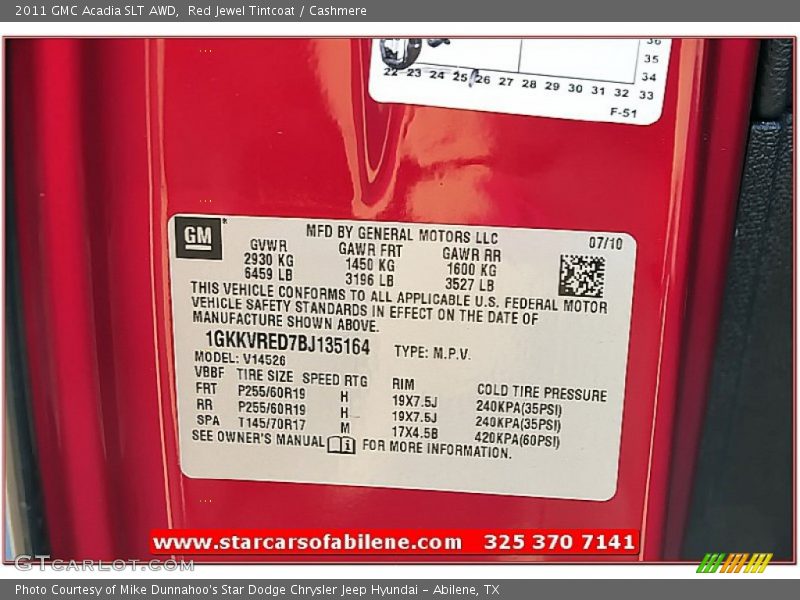 2011 GMC Acadia SLT AWD, Red Jewel Tintcoat / Cashmere
36
35
34
22 23 24 25 26 27 28 29 30 31 32 33
F-51
GM
MFD BY GENERAL MOTORS LLC
07/10
GVWR GAWR FRT GAWR RR
2930 KG 1450 KG 1600 KG
6459 LB 3196 LB 3527 LB
THIS VEHICLE CONFORMS TO ALL APPLICABLE U.S. FEDERAL MOTOR
VEHICLE SAFETY STANDARDS IN EFFECT ON THE DATE OF
MANUFACTURE SHOWN ABOVE.
1GKKVRED7BJ135164 TYPE: M.P.V.
MODEL: V14526
VBBF TIRE SIZE SPEED RTG RIM COLD TIRE PRESSURE
FRT P255/60R19 H 19X7.5J 240KPA(35PSI)
RR P255/60R19 H 19X7.5J 240KPA(35PSI)
SPA T145/70R17 M 17X4.5B 420KPA(60PSI)
SEE OWNER'S MANUAL FOR MORE INFORMATION.
www.starcarsofabilene.com 325 370 7141
GTcarlot.com
Photo Courtesy of Mike Dunnahoo's Star Dodge Chrysler Jeep Hyundai - Abilene, TX